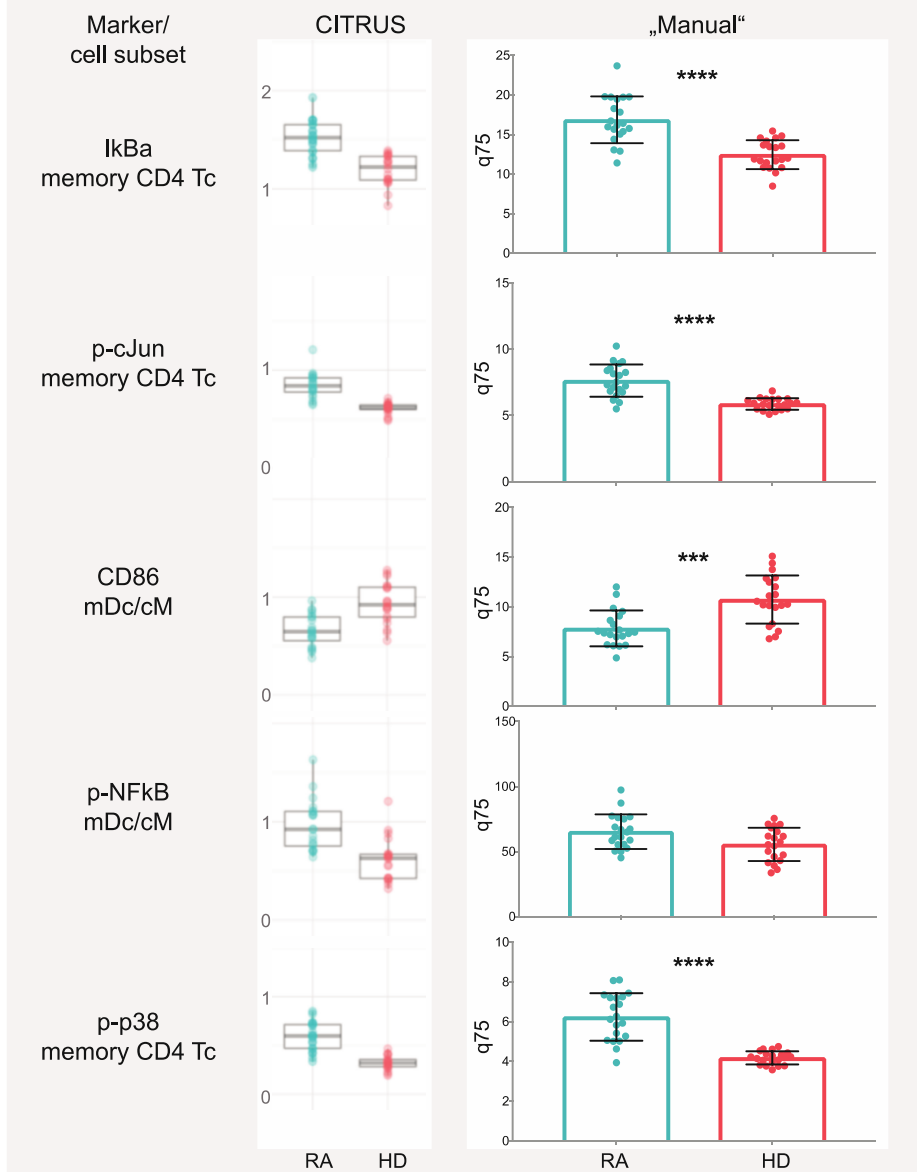 Marker/
cell subset
CITRUS
„Manual“
IkBa
memory CD4 Tc
2
1
25
20
15
10
5
0
q75
****
p-cJun
memory CD4 Tc
1
0
15
10
5
0
q75
****
CD86
mDc/cM
1
0
20
15
10
5
0
q75
***
p-NFkB
mDc/cM
1
0
150
100
50
0
q75
p-p38
memory CD4 Tc
1
0
10
8
6
4
2
0
q75
****
RA HD
RA HD